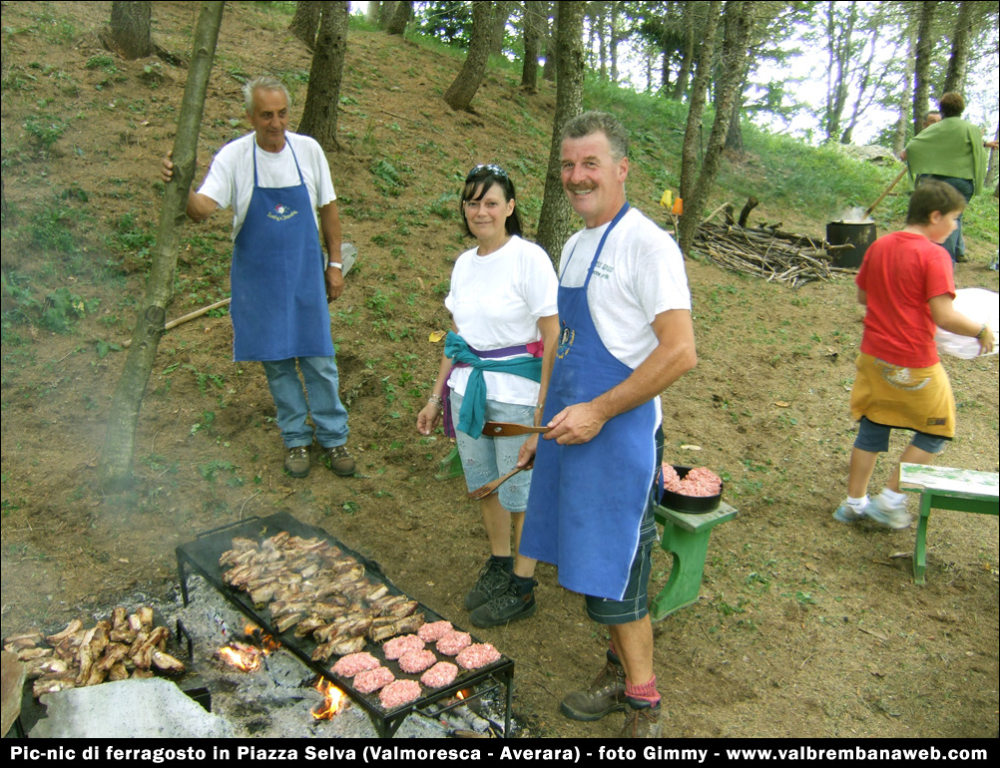 Pic-nic di ferragosto in Piazza Selva (Valmoresca - Averara) - foto Gimmy - www.valbrembanaweb.com